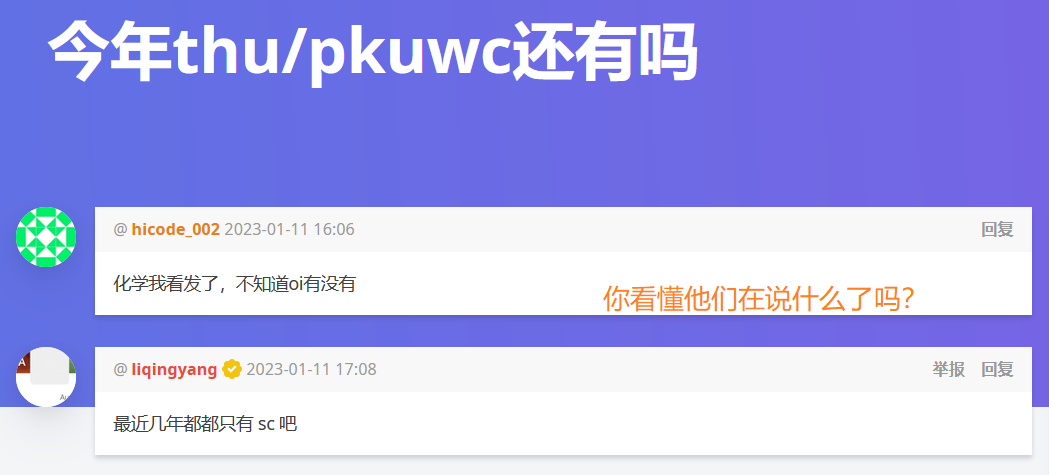 今年thu/pkuwc还有吗
@ hicode_002 2023-01-11 16:06 回复
化学我看发了，不知道oi有没有
你看懂他们在说什么了吗？
@ liqingyang 2023-01-11 17:08 举报 回复
最近几年都都只有 sc 吧